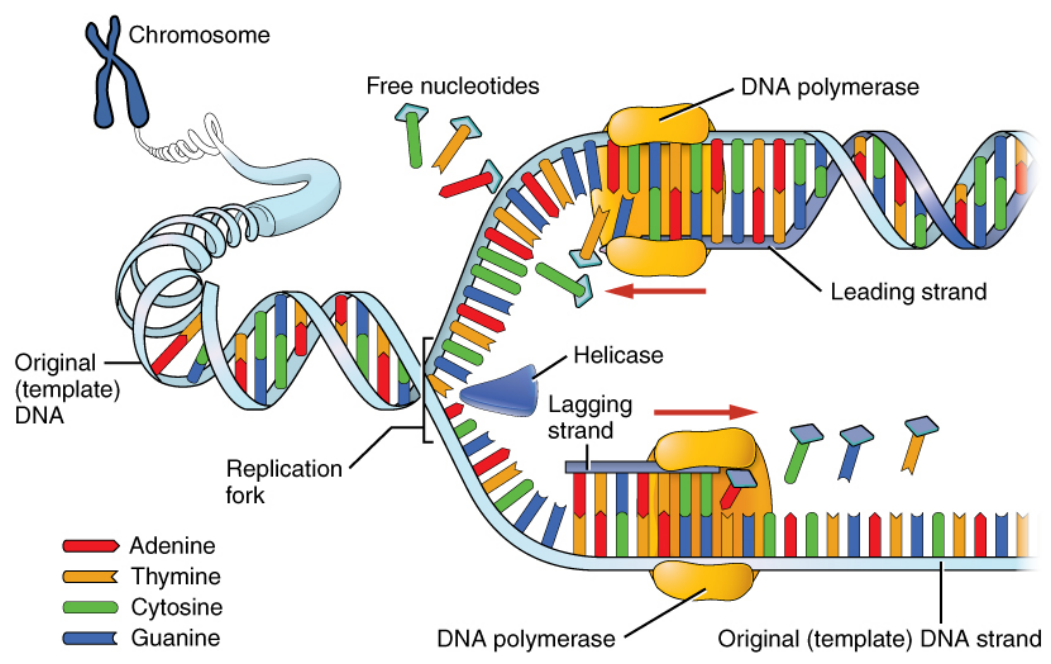 Chromosome
Free nucleotides
DNA polymerase
Leading strand
Helicase
Original
(template)
DNA
Lagging
strand
Replication
fork
Adenine
Thymine
Cytosine
Guanine
DNA polymerase
Original (template) DNA strand